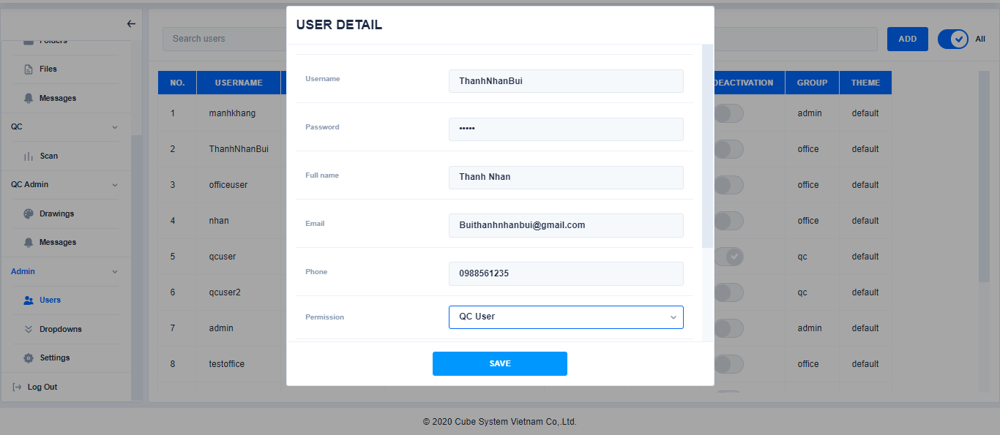 Folders
Files
Messages
QC
Scan
QC Admin
Drawings
Messages
Admin
Users
Dropdowns
Settings
Log Out
Search users
ADD
All
NO. USERNAME DEACTIVATION GROUP THEME
1 manhkhang admin default
2 ThanhNhanBui office default
3 officeuser office default
4 nhan office default
5 qcuser qc default
6 qcuser2 qc default
7 admin admin default
8 testoffice office default
USER DETAIL
Username ThanhNhanBui
Password •••••
Full name Thanh Nhan
Email Buithanhnhanbui@gmail.com
Phone 0988561235
Permission QC User
SAVE
© 2020 Cube System Vietnam Co,.Ltd.